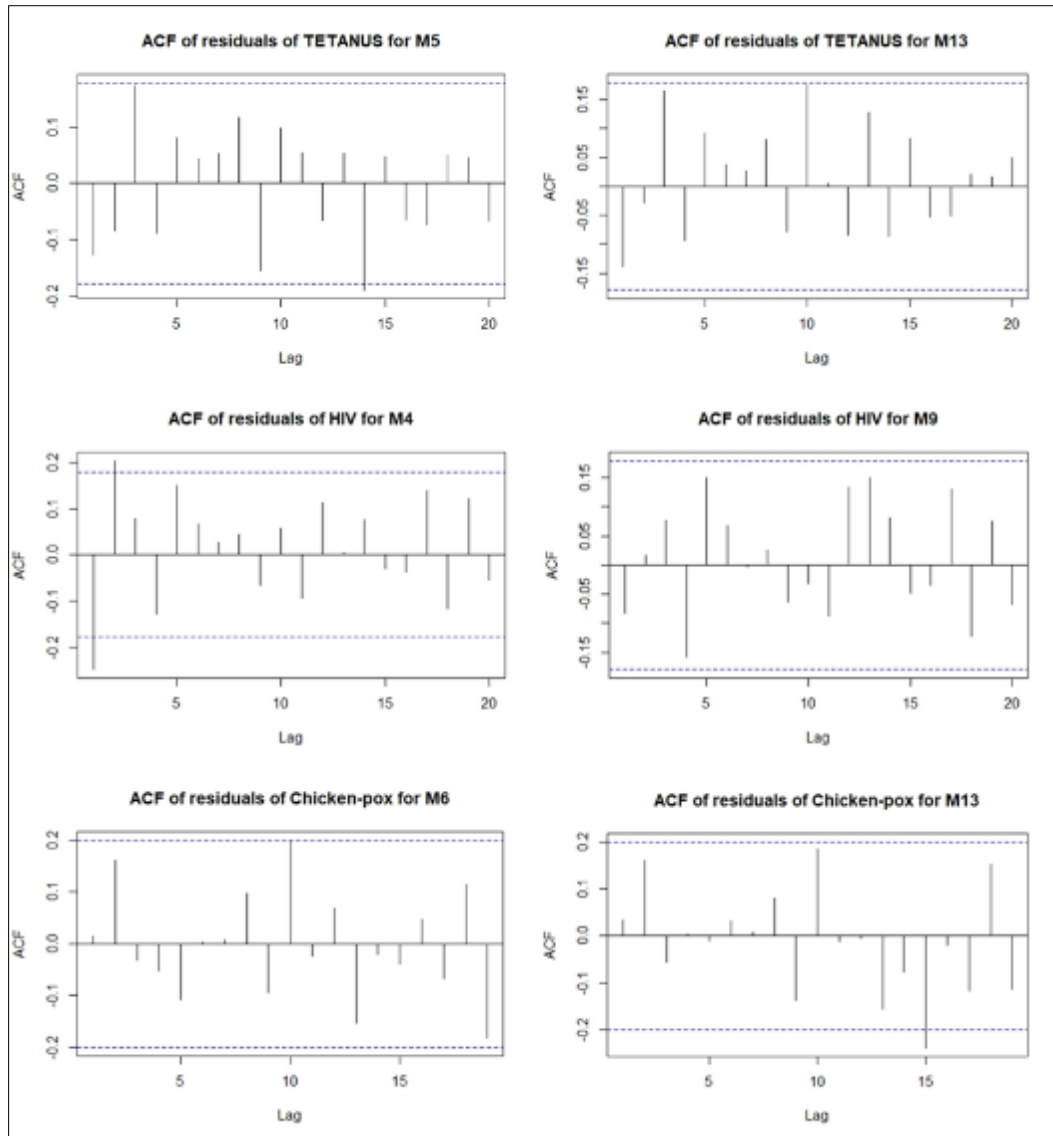 ACF of residuals of TETANUS for M5
ACF
0.1
0.0
-0.1
-0.2
5
10
15
20
Lag
ACF of residuals of TETANUS for M13
ACF
0.15
0.05
-0.05
-0.15
5
10
15
20
Lag
ACF of residuals of HIV for M4
ACF
0.2
0.1
0.0
-0.1
-0.2
5
10
15
20
Lag
ACF of residuals of HIV for M9
ACF
0.15
0.05
-0.05
-0.15
5
10
15
20
Lag
ACF of residuals of Chicken-pox for M6
ACF
0.2
0.1
0.0
-0.1
-0.2
5
10
15
Lag
ACF of residuals of Chicken-pox for M13
ACF
0.2
0.1
0.0
-0.1
-0.2
5
10
15
Lag